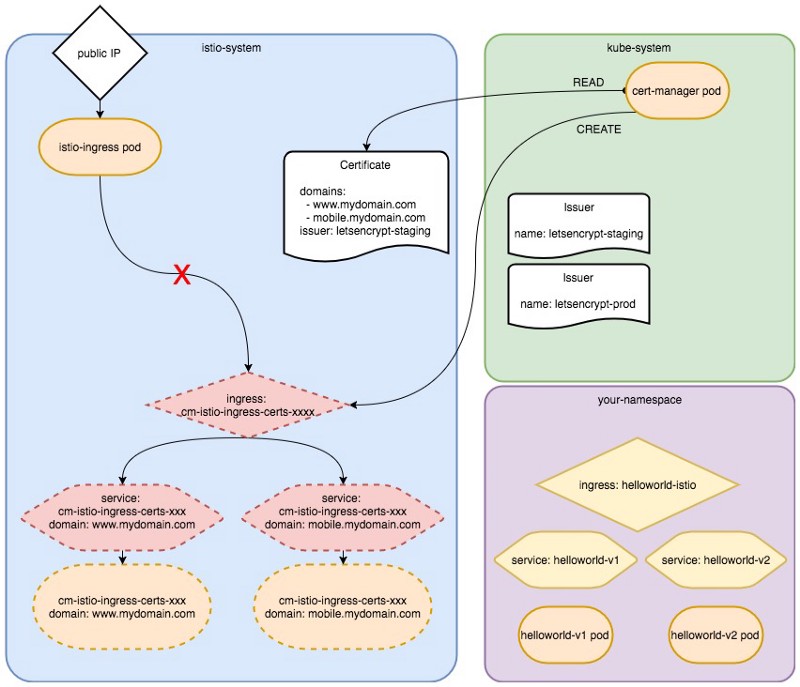 public IP
istio-system
istio-ingress pod
Certificate
domains:
- www.mydomain.com
- mobile.mydomain.com
issuer: letsencrypt-staging
X
ingress:
cm-istio-ingress-certs-xxxx
service:
cm-istio-ingress-certs-xxx
domain: www.mydomain.com
service:
cm-istio-ingress-certs-xxx
domain: mobile.mydomain.com
cm-istio-ingress-certs-xxx
domain: www.mydomain.com
cm-istio-ingress-certs-xxx
domain: mobile.mydomain.com
kube-system
READ
cert-manager pod
CREATE
Issuer
name: letsencrypt-staging
Issuer
name: letsencrypt-prod
your-namespace
ingress: helloworld-istio
service: helloworld-v1
service: helloworld-v2
helloworld-v1 pod
helloworld-v2 pod